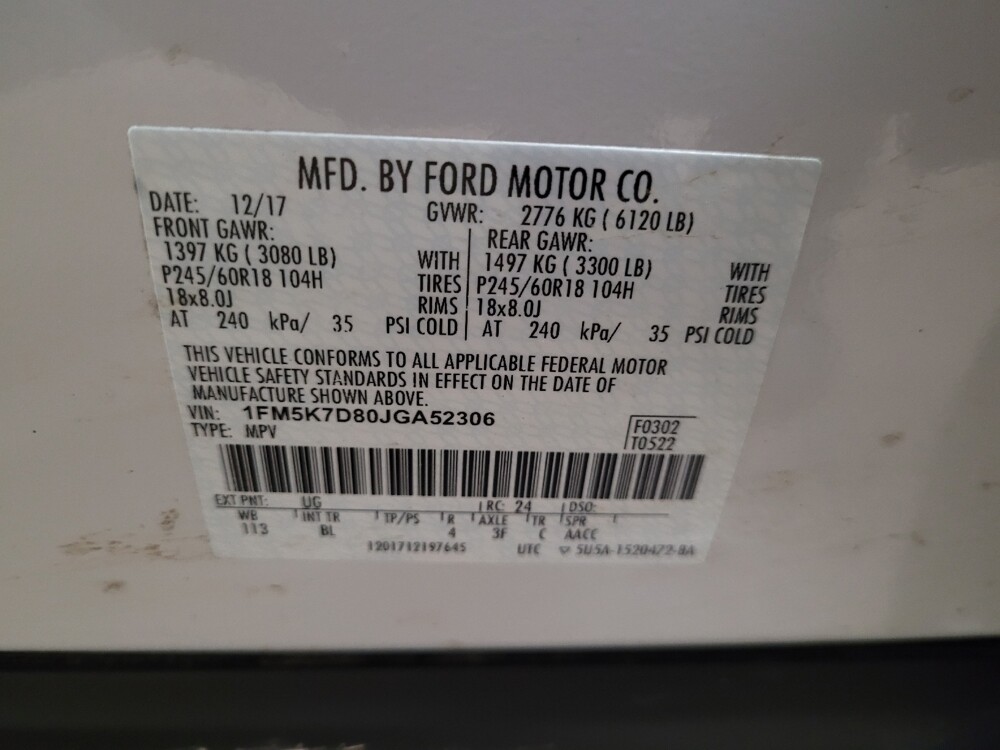 MFD. BY FORD MOTOR CO.
DATE: 12/17 GVWR: 2776 KG ( 6120 LB)
FRONT GAWR: REAR GAWR:
1397 KG ( 3080 LB) WITH 1497 KG ( 3300 LB) WITH
P245/60R18 104H TIRES P245/60R18 104H TIRES
18x8.0J RIMS 18x8.0J RIMS
AT 240 kPa/ 35 PSI COLD AT 240 kPa/ 35 PSI COLD
THIS VEHICLE CONFORMS TO ALL APPLICABLE FEDERAL MOTOR
VEHICLE SAFETY STANDARDS IN EFFECT ON THE DATE OF
MANUFACTURE SHOWN ABOVE.
VIN: 1FM5K7D80JGA52306 F0302
TYPE: MPV T0522
EXT PNT: UG RC: 24 DSO:
WB INT TR TP/PS R AXLE TR SPR
113 BL 4 3F C AACC
1201712197645 UTC 5U5A-1520472-BA